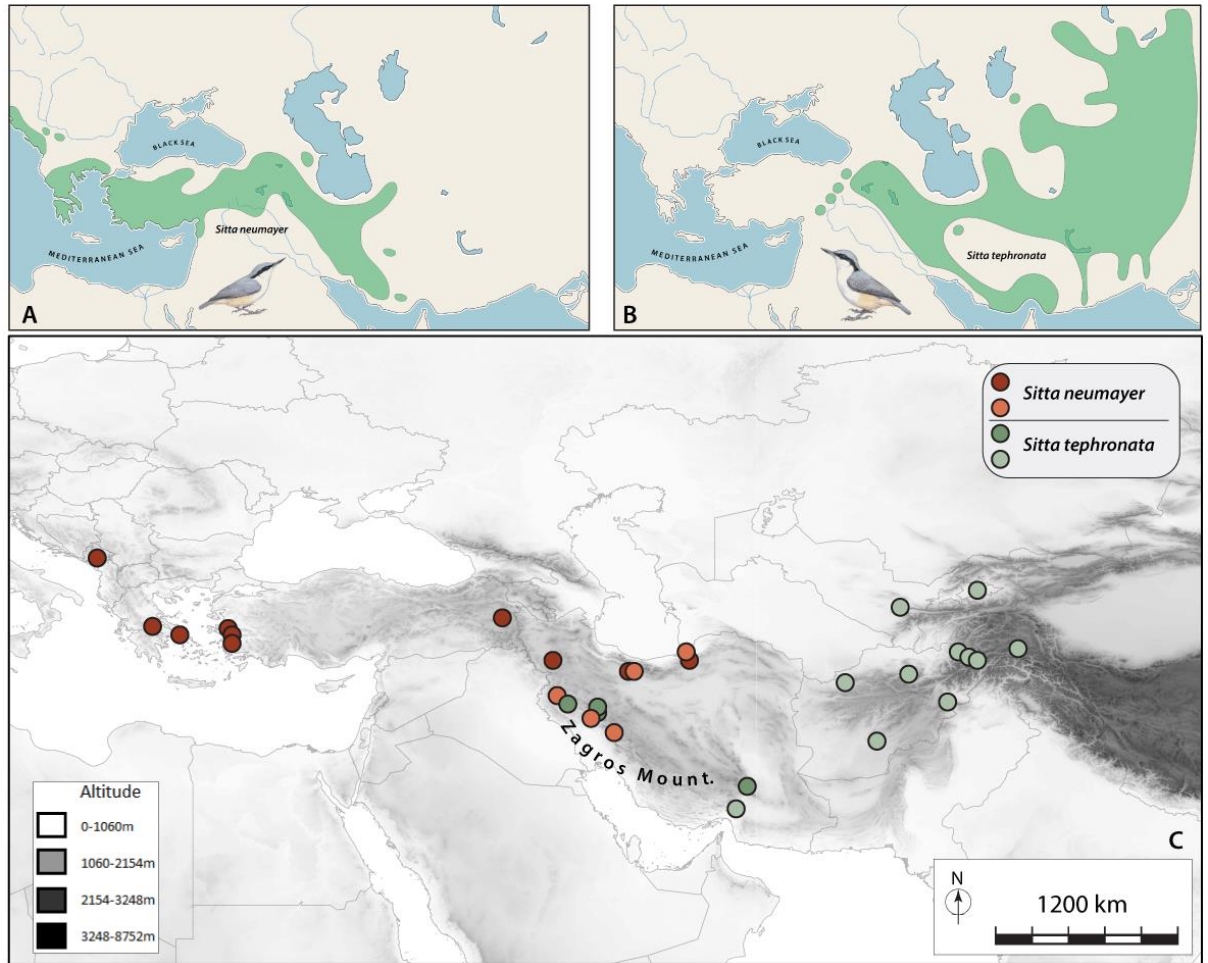 BLACK SEA
Sitta neumayer
MEDITERRANEAN SEA
A
BLACK SEA
Sitta tephronata
MEDITERRANEAN SEA
B
Sitta neumayer
Sitta tephronata
Zagros Mount.
Altitude
0-1060m
1060-2154m
2154-3248m
3248-8752m
C
N
1200 km